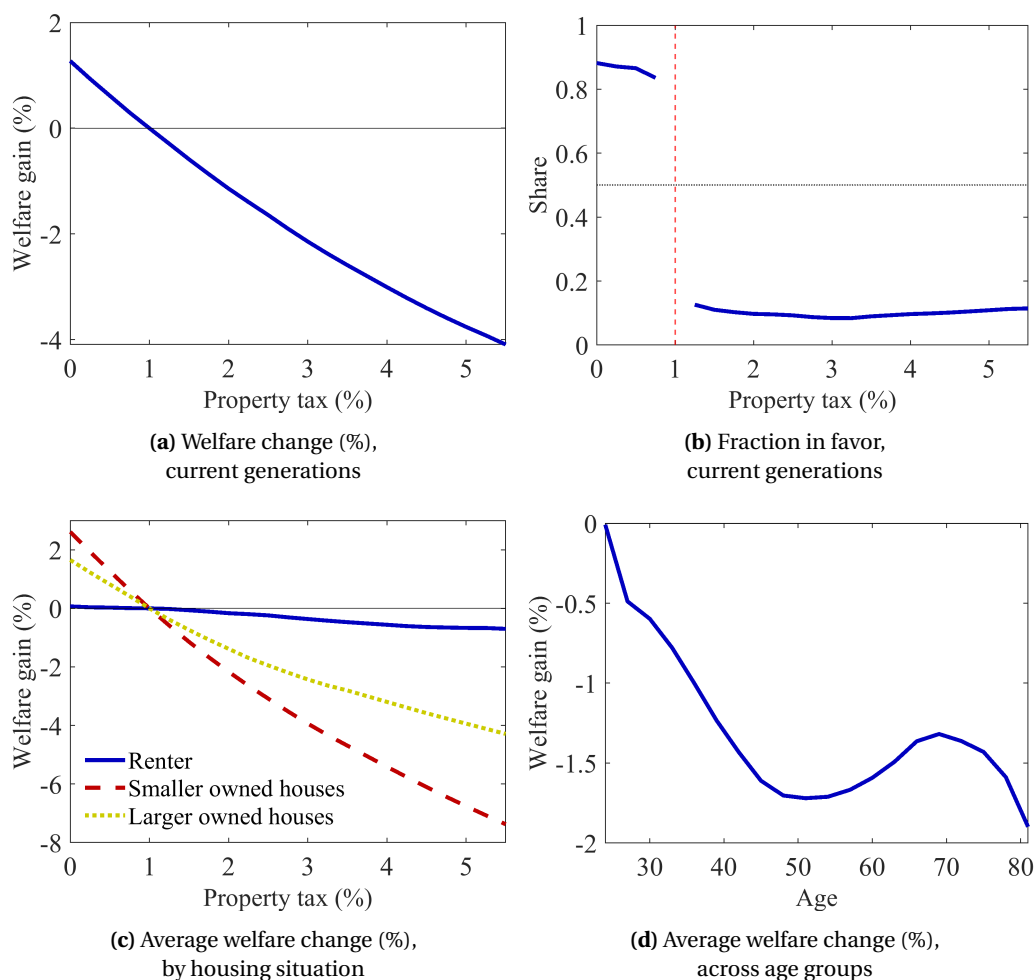 2
0
-2
-4
Welfare gain (%)
0
1
2
3
4
5
Property tax (%)
(a) Welfare change (%),
current generations
1
0.8
0.6
0.4
0.2
0
Share
0
1
2
3
4
5
Property tax (%)
(b) Fraction in favor,
current generations
2
0
-2
-4
-6
-8
Welfare gain (%)
Renter
Smaller owned houses
Larger owned houses
0
1
2
3
4
5
Property tax (%)
(c) Average welfare change (%),
by housing situation
0
-0.5
-1
-1.5
-2
Welfare gain (%)
30
40
50
60
70
80
Age
(d) Average welfare change (%),
across age groups